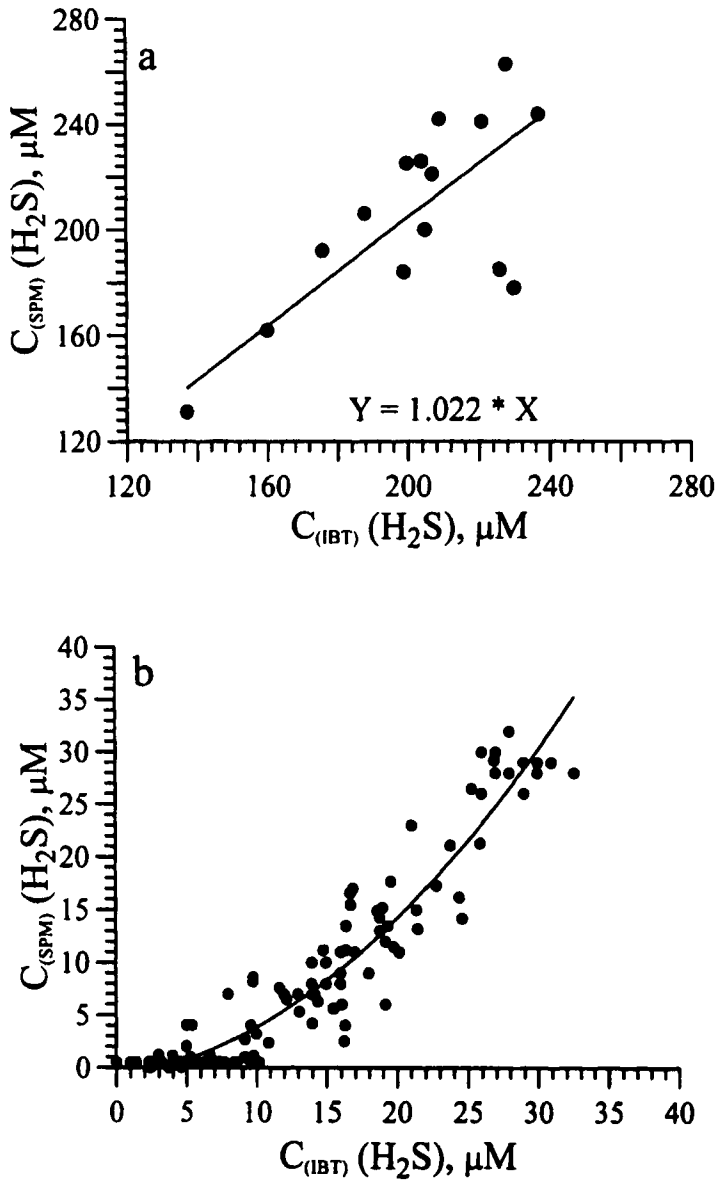 a
280
240
200
160
120
C(SPM) (H2S), µM
Y = 1.022 * X
120 160 200 240 280
C(IBT) (H2S), µM
b
40
35
30
25
20
15
10
5
0
C(SPM) (H2S), µM
0 5 10 15 20 25 30 35 40
C(IBT) (H2S), µM